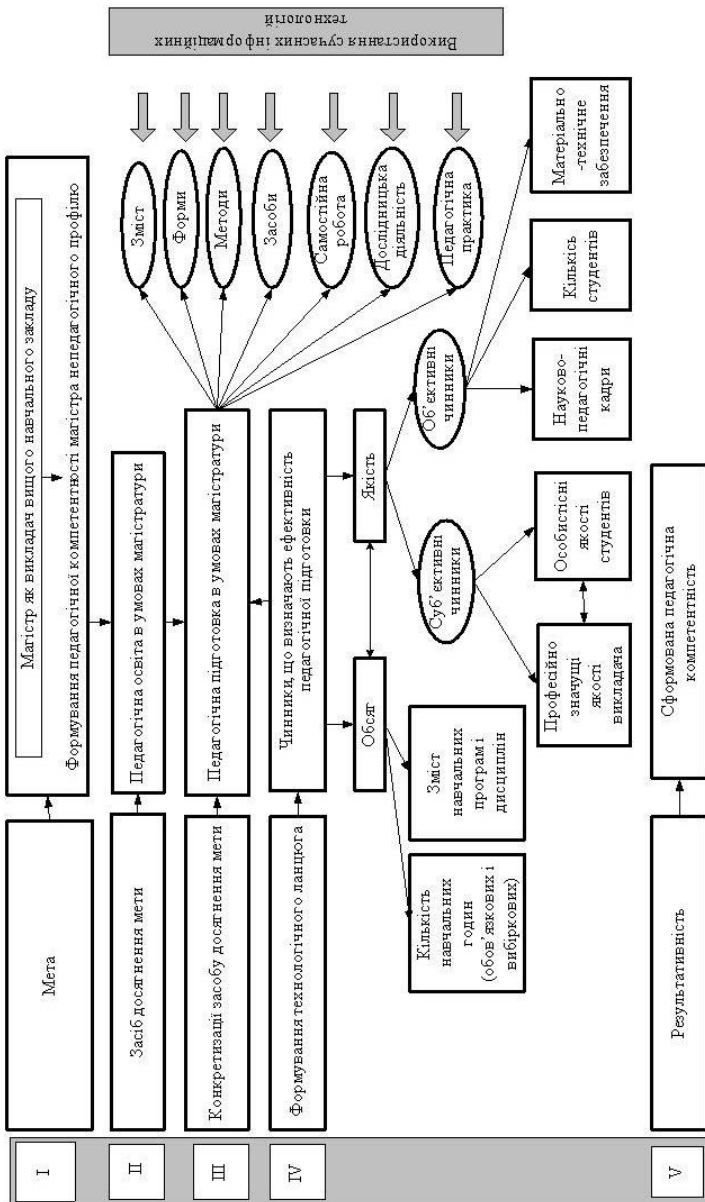 I
Мета
Магістр як викладач вищого навчального закладу
Формування педагогічної компетентності магістра непедагогічного профілю
II
Засіб досягнення мети
Педагогічна освіта в умовах магістратури
III
Конкретизації засобу досягнення мети
Педагогічна підготовка в умовах магістратури
IV
Формування технологічного ланцюга
Чинники, що визначають ефективність
педагогічної підготовки
Зміст
Форми
Методи
Засоби
Самостійна
робота
Дослідницька
діяльність
Педагогічна
практика
Використання сучасних інформаційних
технологій
Обсяг
Якість
Кількість
навчальних
годин
(обов’язкових і
вибіркових)
Зміст
навчальних
програм і
дисциплін
Суб’єктивні
чинники
Об’єктивні
чинники
Професійно
значущі
якості
викладача
Особистісні
якості
студентів
Науково-
педагогічні
кадри
Кількісь
студентів
Матеріально
-технічне
забезпечення
V
Результативність
Сформована педагогічна
компетентність